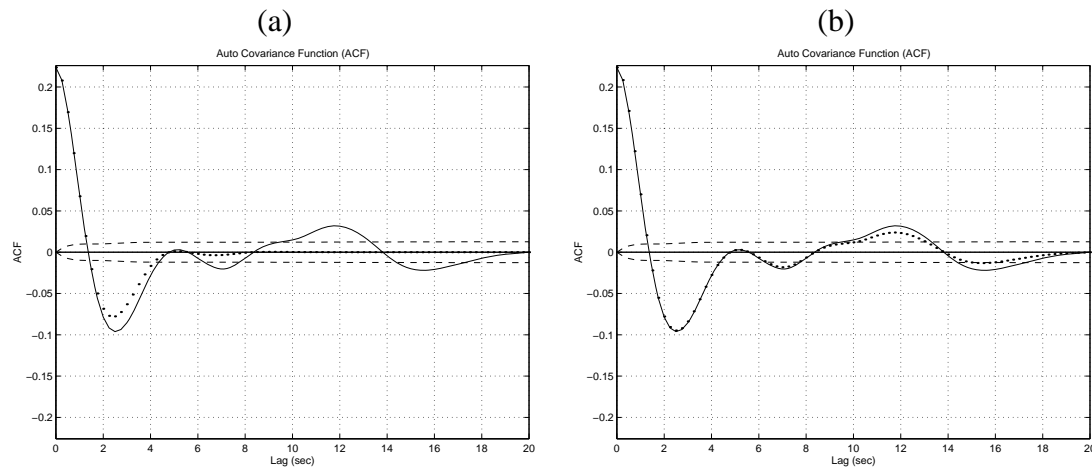 (a)
Auto Covariance Function (ACF)
0.2
0.15
0.1
0.05
0
−0.05
−0.1
−0.15
−0.2
ACF
0 2 4 6 8 10 12 14 16 18 20
Lag (sec)
(b)
Auto Covariance Function (ACF)
0.2
0.15
0.1
0.05
0
−0.05
−0.1
−0.15
−0.2
ACF
0 2 4 6 8 10 12 14 16 18 20
Lag (sec)